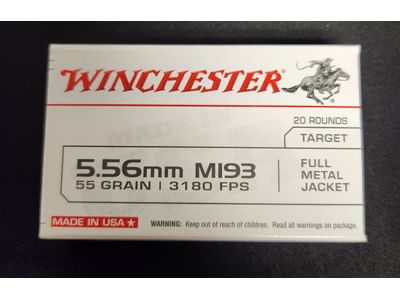 WINCHESTER
20 ROUNDS
TARGET
5.56mm M193
55 GRAIN | 3180 FPS
FULL
METAL
JACKET
MADE IN USA★
WARNING: Keep out of reach of children. Read all warnings on package.